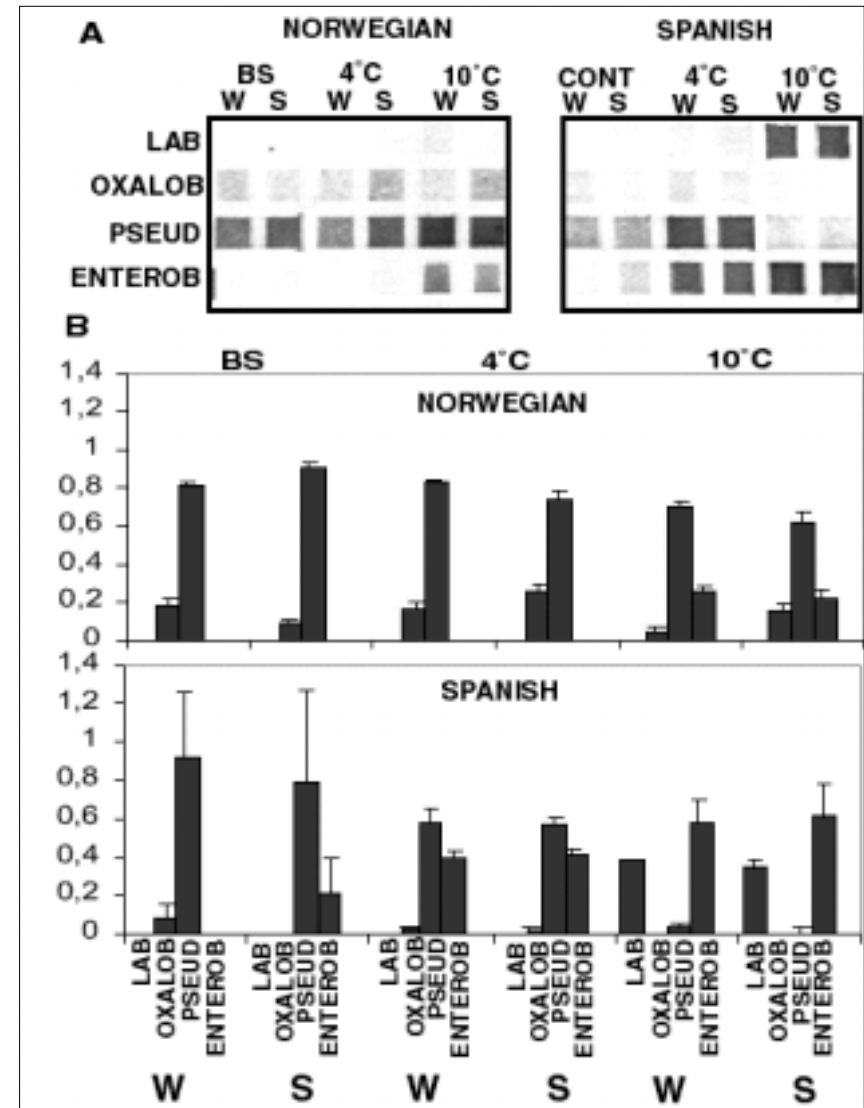 A NORWEGIAN SPANISH
BS 4°C 10°C CONT 4°C 10°C
W S W S W S W S W S W S
LAB
OXALOB
PSEUD
ENTEROB
B
BS 4°C 10°C
NORWEGIAN
1,4
1,2
1
0,8
0,6
0,4
0,2
0
SPANISH
1,4
1,2
1
0,8
0,6
0,4
0,2
0
LAB OXALOB PSEUD ENTEROB LAB OXALOB PSEUD ENTEROB LAB OXALOB PSEUD ENTEROB LAB OXALOB PSEUD ENTEROB LAB OXALOB PSEUD ENTEROB LAB OXALOB PSEUD ENTEROB
W S W S W S